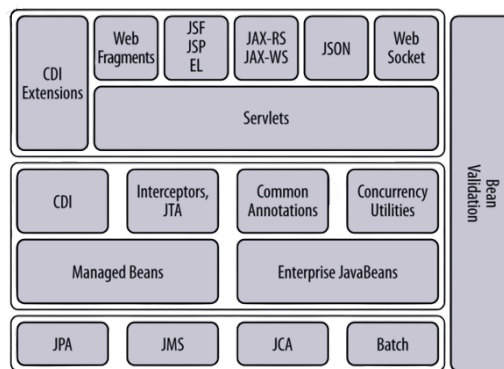 CDI
Extensions
Web
Fragments
JSF
JSP
EL
JAX-RS
JAX-WS
JSON
Web
Socket
Servlets
CDI
Interceptors,
JTA
Common
Annotations
Concurrency
Utilities
Managed Beans
Enterprise JavaBeans
JPA
JMS
JCA
Batch
Bean
Validation